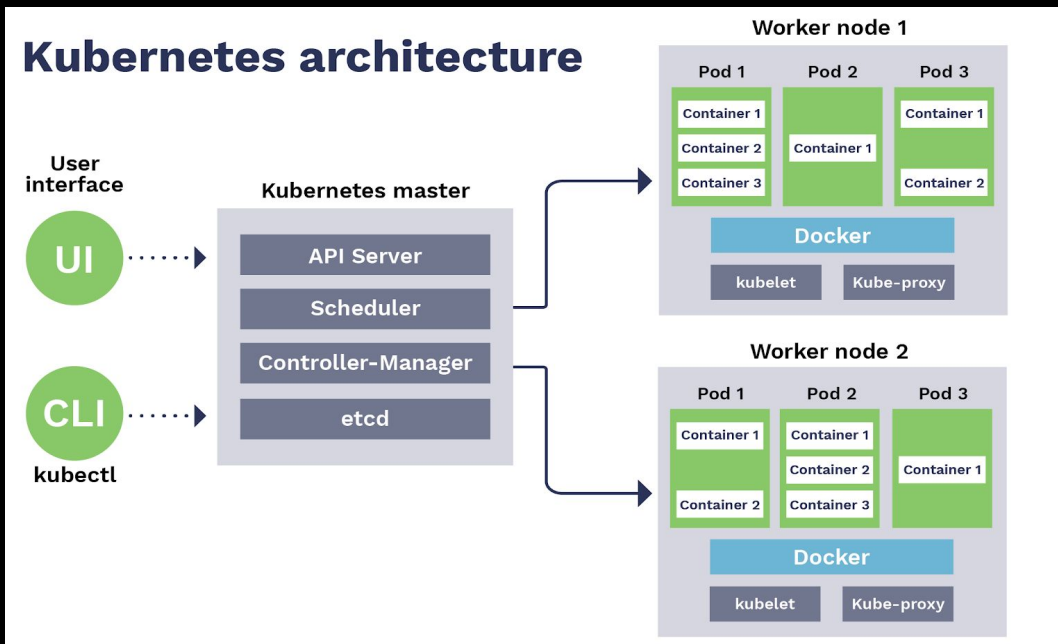 Kubernetes architecture
User
interface
UI
CLI
kubectl
Kubernetes master
API Server
Scheduler
Controller-Manager
etcd
Worker node 1
Pod 1
Container 1
Container 2
Container 3
Pod 2
Container 1
Pod 3
Container 1
Container 2
Docker
kubelet
Kube-proxy
Worker node 2
Pod 1
Container 1
Container 2
Pod 2
Container 1
Container 2
Container 3
Pod 3
Container 1
Docker
kubelet
Kube-proxy